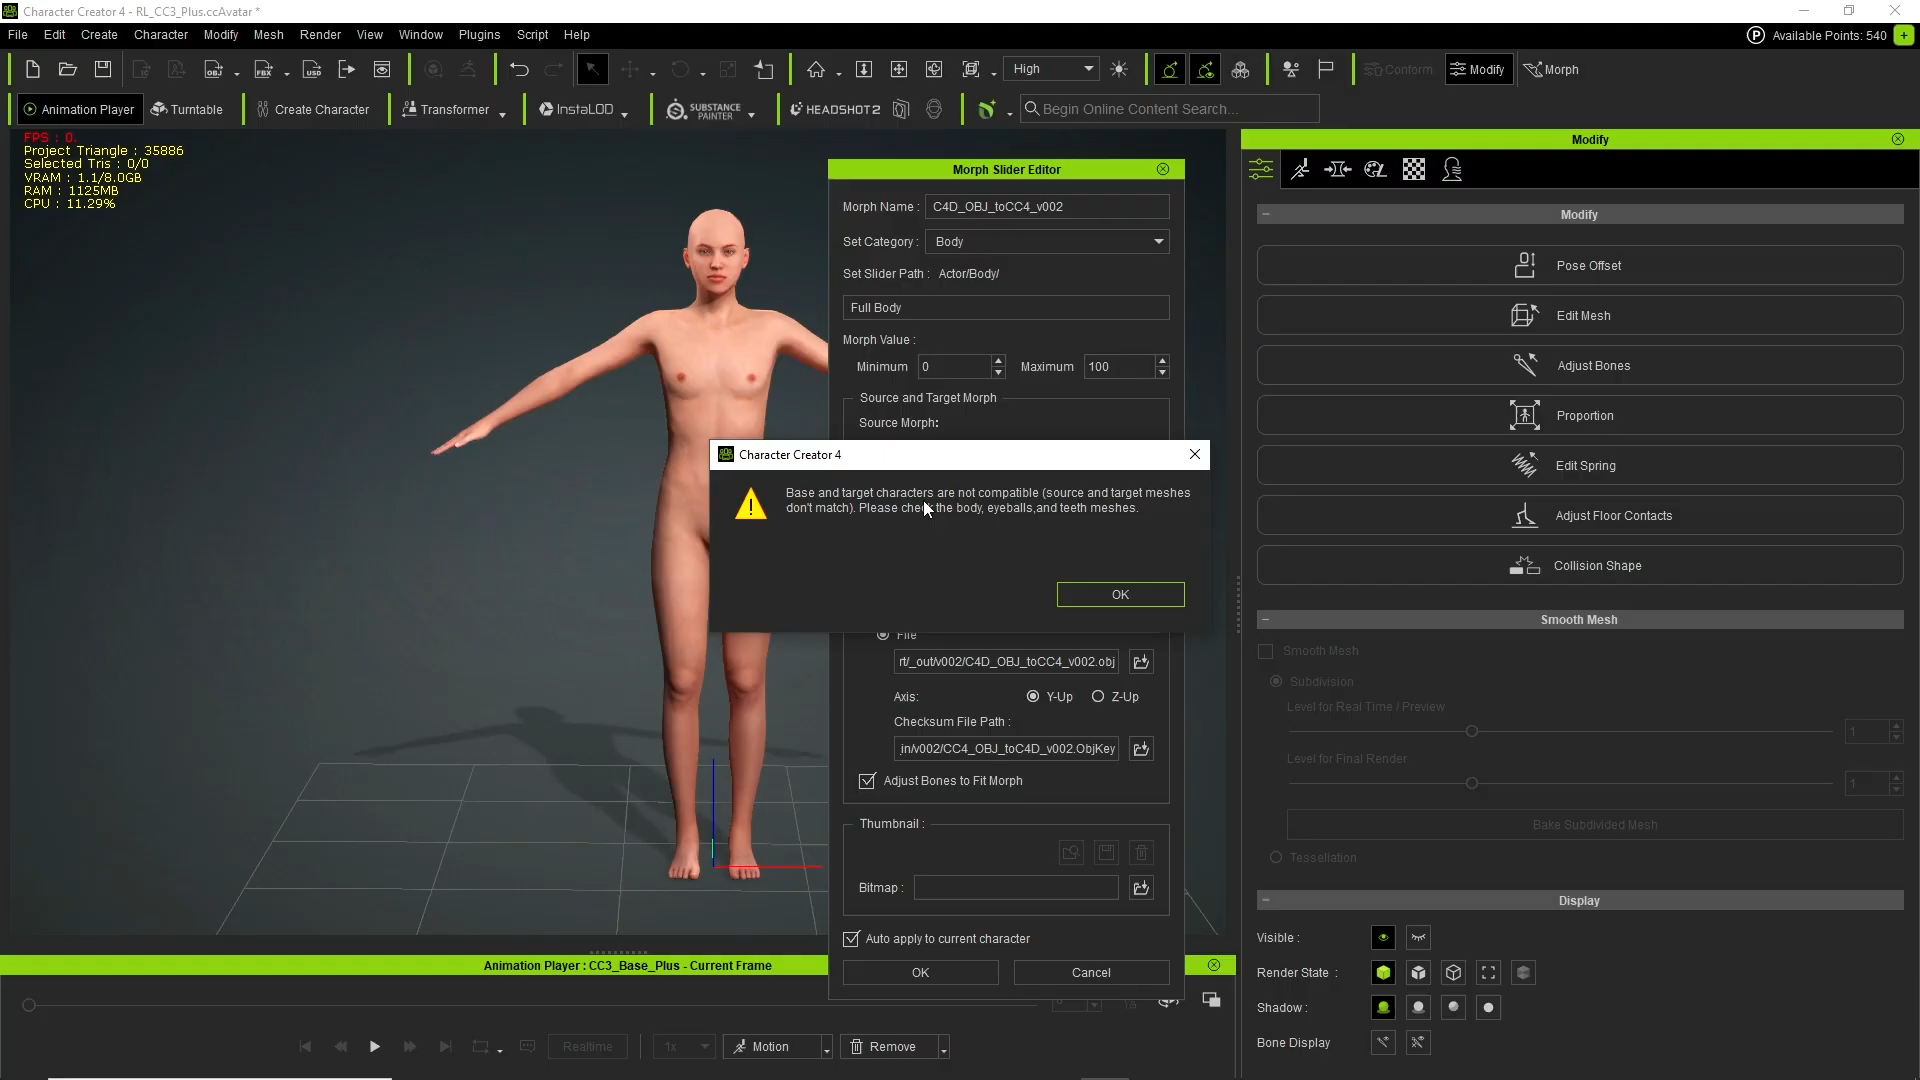 Character Creator 4 - RL_CC3_Plus.ccAvatar *
File Edit Create Character Modify Mesh Render View Window Plugins Script Help
Available Points: 540
High
Conform
Modify
Morph
Animation Player
Turntable
Create Characters
Transformer
InstaLOD
SUBSTANCE PAINTER
HEADSHOT 2
Begin Online Content Search...
FPS : 0.
Project Triangle : 35886
Selected Tris : 0/0
VRAM : 1.1/8.0GB
RAM : 1125MB
CPU : 11.29%
Morph Slider Editor
Morph Name : C4D_OBJ_toCC4_v002
Set Category : Body
Set Slider Path : Actor/Body/
Full Body
Morph Value :
Minimum 0 Maximum 100
Source and Target Morph
Source Morph:
Character Creator 4
Base and target characters are not compatible (source and target meshes
don't match). Please check the body, eyeballs,and teeth meshes.
OK
File
rt/_out/v002/C4D_OBJ_toCC4_v002.obj
Axis: Y-Up Z-Up
Checksum File Path :
in/v002/CC4_OBJ_toC4D_v002.ObjKey
Adjust Bones to Fit Morph
Thumbnail :
Bitmap :
Auto apply to current character
OK Cancel
Modify
Modify
Pose Offset
Edit Mesh
Adjust Bones
Proportion
Edit Spring
Adjust Floor Contacts
Collision Shape
Smooth Mesh
Smooth Mesh
Subdivision
Level for Real Time / Preview
1
Level for Final Render
1
Bake Subdivided Mesh
Tessellation
Display
Visible :
Render State :
Shadow :
Bone Display
Animation Player : CC3_Base_Plus - Current Frame
Realtime
1x
Motion
Remove